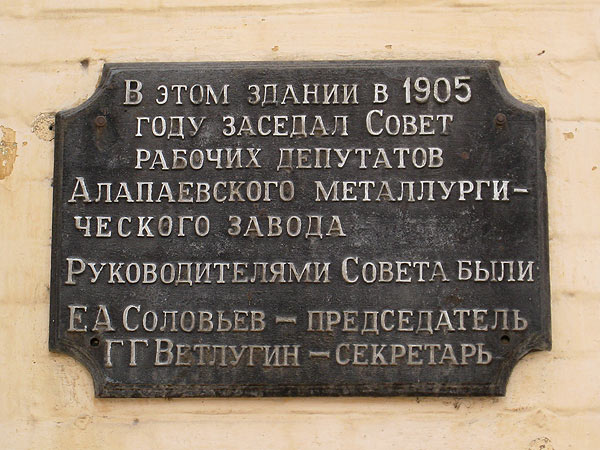 В ЭТОМ ЗДАНИИ В 1905
ГОДУ ЗАСЕДАЛ СОВЕТ
РАБОЧИХ ДЕПУТАТОВ
АЛАПАЕВСКОГО МЕТАЛЛУРГИ-
ЧЕСКОГО ЗАВОДА
РУКОВОДИТЕЛЯМИ СОВЕТА БЫЛИ
Е А СОЛОВЬЕВ – ПРЕДСЕДАТЕЛЬ
Г Г ВЕТЛУГИН – СЕКРЕТАРЬ